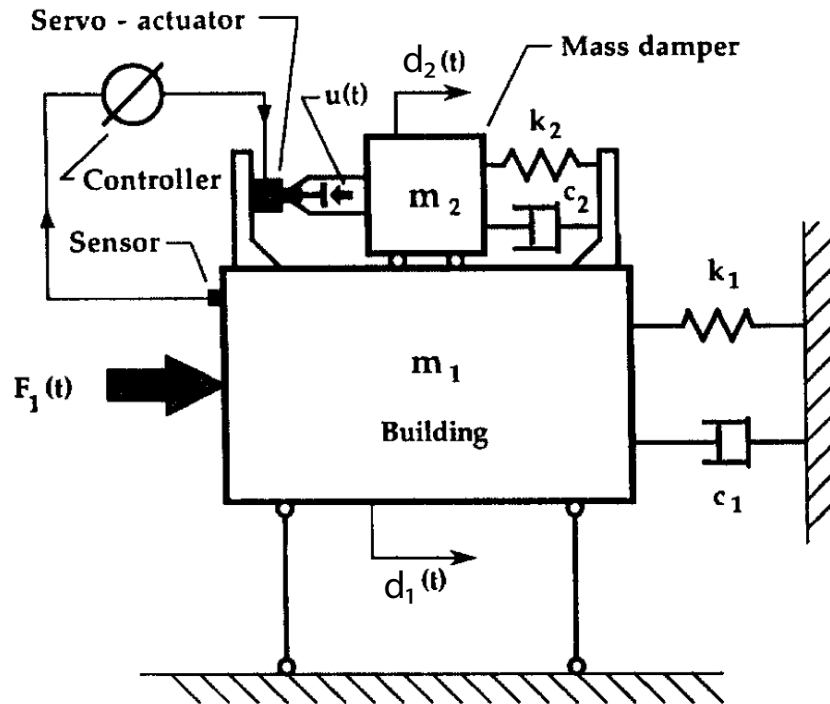 Servo - actuator
d₂(t)
Mass damper
u(t)
k₂
Controller
m₂
c₂
Sensor
k₁
F₁(t)
m₁
Building
c₁
d₁(t)